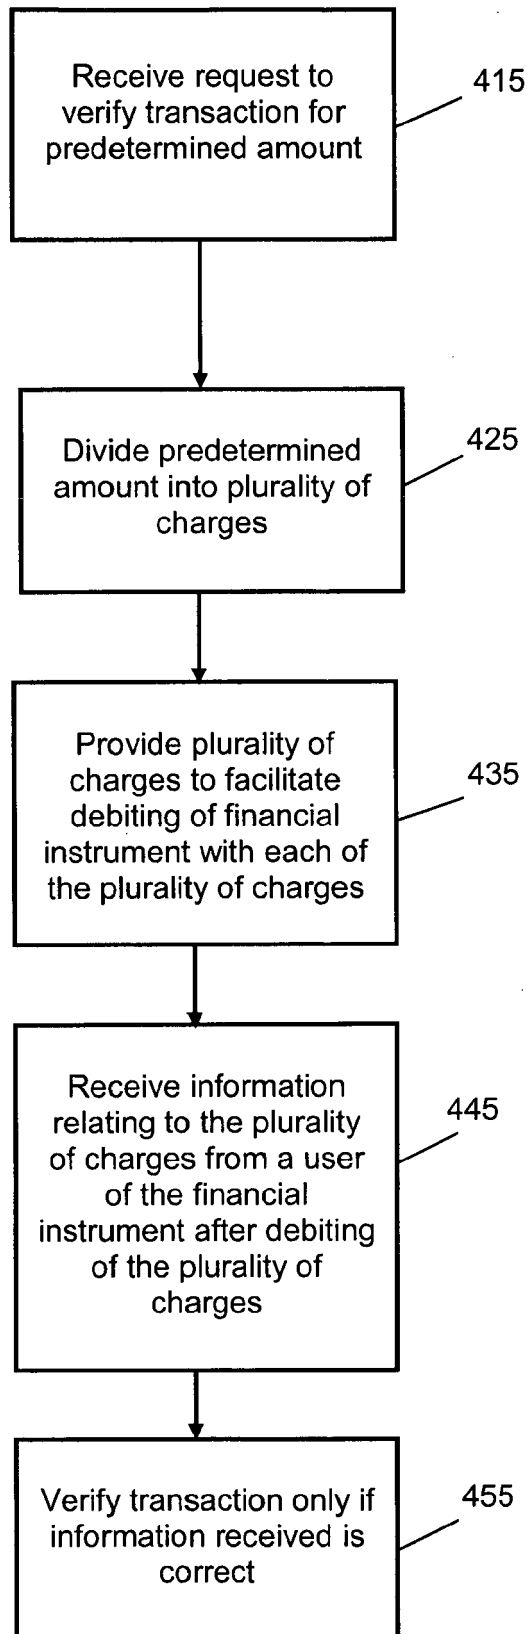 Receive request to
verify transaction for
predetermined amount
415
Divide predetermined
amount into plurality of
charges
425
Provide plurality of
charges to facilitate
debiting of financial
instrument with each of
the plurality of charges
435
Receive information
relating to the plurality
of charges from a user
of the financial
instrument after debiting
of the plurality of
charges
445
Verify transaction only if
information received is
correct
455